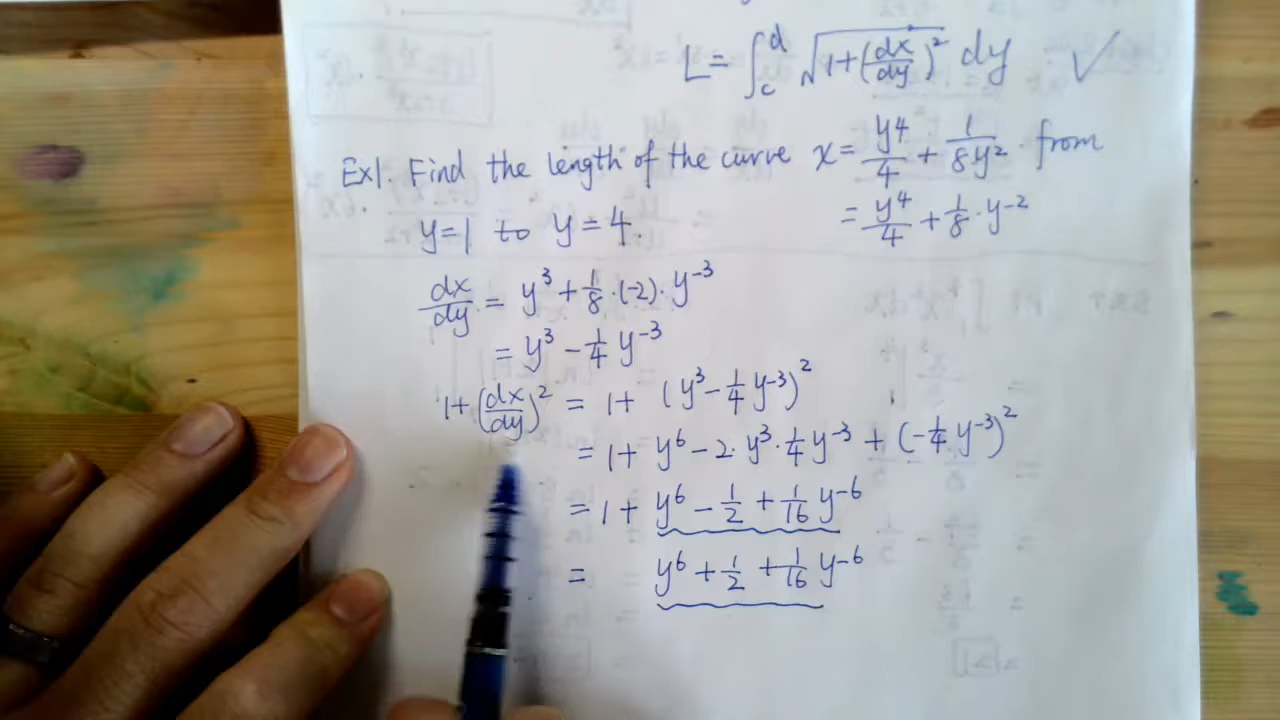 L = ∫_c^d √(1+(dx/dy)²) dy ✓
Ex1. Find the length of the curve x = y⁴/4 + 1/(8y²) from
y=1 to y=4.
= y⁴/4 + 1/8 · y⁻²
dx/dy = y³ + 1/8 · (-2) · y⁻³
= y³ - 1/4 y⁻³
1+(dx/dy)² = 1+ (y³ - 1/4 y⁻³)²
= 1+ y⁶ - 2 · y³ · 1/4 y⁻³ + (-1/4 y⁻³)²
= 1 + y⁶ - 1/2 + 1/16 y⁻⁶
= y⁶ + 1/2 + 1/16 y⁻⁶